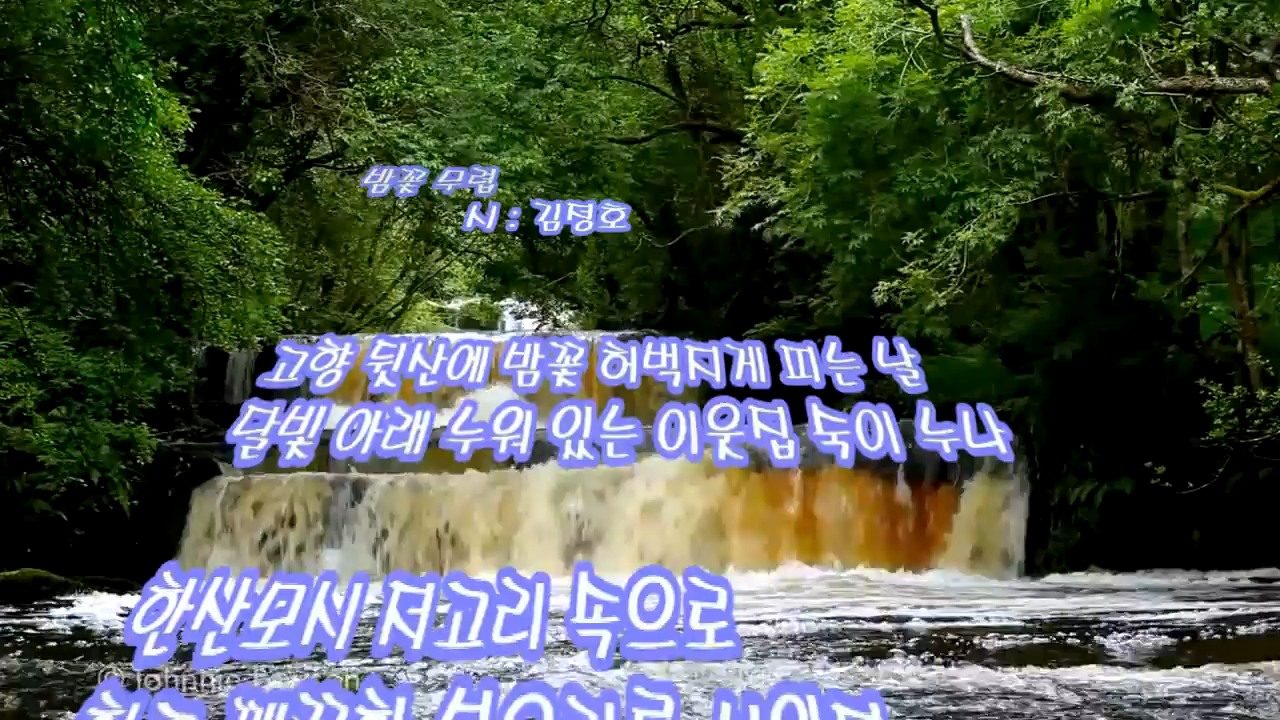 밤꽃 무렵
시 : 김명호
고향 뒷산에 밤꽃 허벅지게 피는 날
달빛 아래 누워 있는 이웃집 숙이 누나
한산모시 저고리 속으로